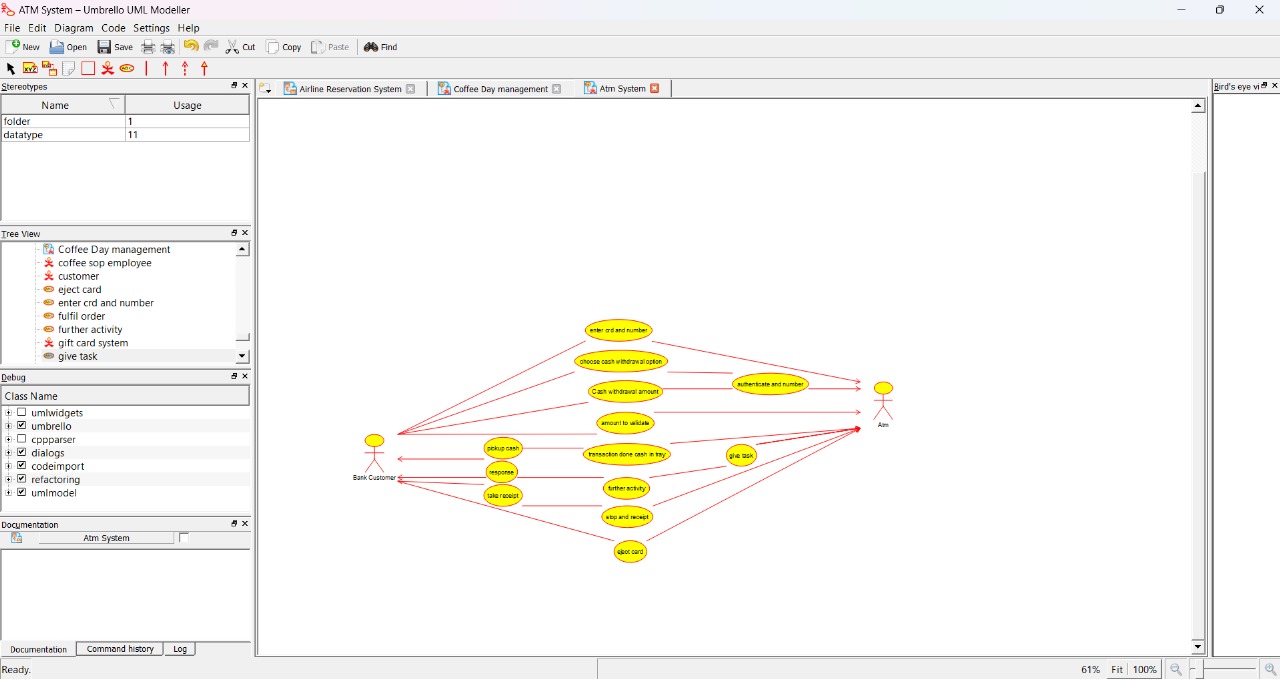 ATM System – Umbrello UML Modeller
File Edit Diagram Code Settings Help
New Open Save Cut Copy Paste Find
Stereotypes
Name Usage
folder 1
datatype 11
Tree View
Coffee Day management
coffee sop employee
customer
eject card
enter crd and number
fulfil order
further activity
gift card system
give task
Debug
Class Name
umlwidgets
umbrello
cppparser
dialogs
codeimport
refactoring
umlmodel
Documentation
Atm System
Documentation Command history Log
Ready.
Airline Reservation System Coffee Day management Atm System
enter crd and number
choose cash withdrawal option
authenticate and number
Cash withdrawal amount
amount to validate
Atm
pickup cash
transaction done cash in tray
give task
response
Bank Customer
further activity
take receipt
stop and receipt
eject card
Bird's eye vi
61% Fit 100%